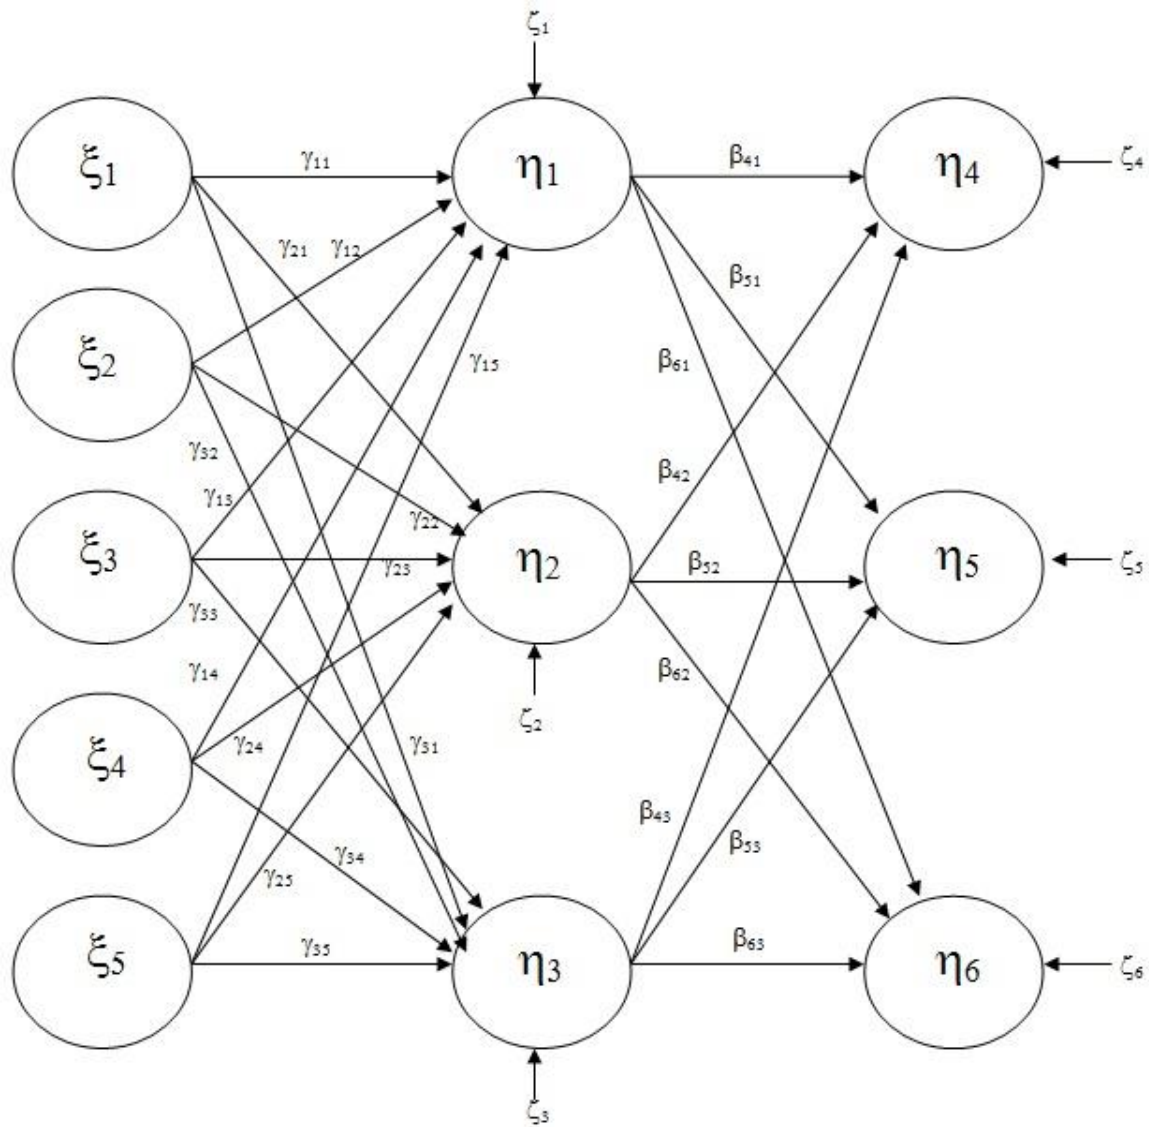 ζ₁
ξ₁ γ₁₁ η₁ β₄₁ η₄ ζ₄
γ₂₁ γ₁₂
β₅₁
ξ₂ γ₁₅ β₆₁
γ₃₂
β₄₂
γ₁₃
γ₂₂
ξ₃ γ₂₃ η₂ β₅₂ η₅ ζ₅
γ₃₃
γ₁₄ β₆₂
ζ₂
ξ₄ γ₂₄ γ₃₁
β₄₃
γ₃₄ β₅₃
γ₂₅
ξ₅ γ₃₅ η₃ β₆₃ η₆ ζ₆
ζ₃